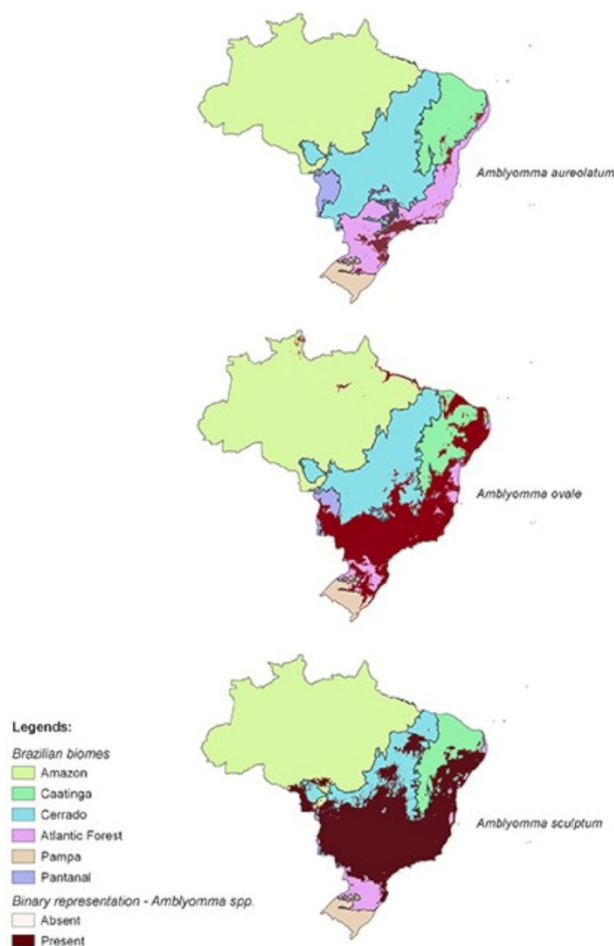 Amblyomma aureolatum
Amblyomma ovale
Amblyomma sculptum
Legends:
Brazilian biomes
Amazon
Caatinga
Cerrado
Atlantic Forest
Pampa
Pantanal
Binary representation - Amblyomma spp.
Absent
Present